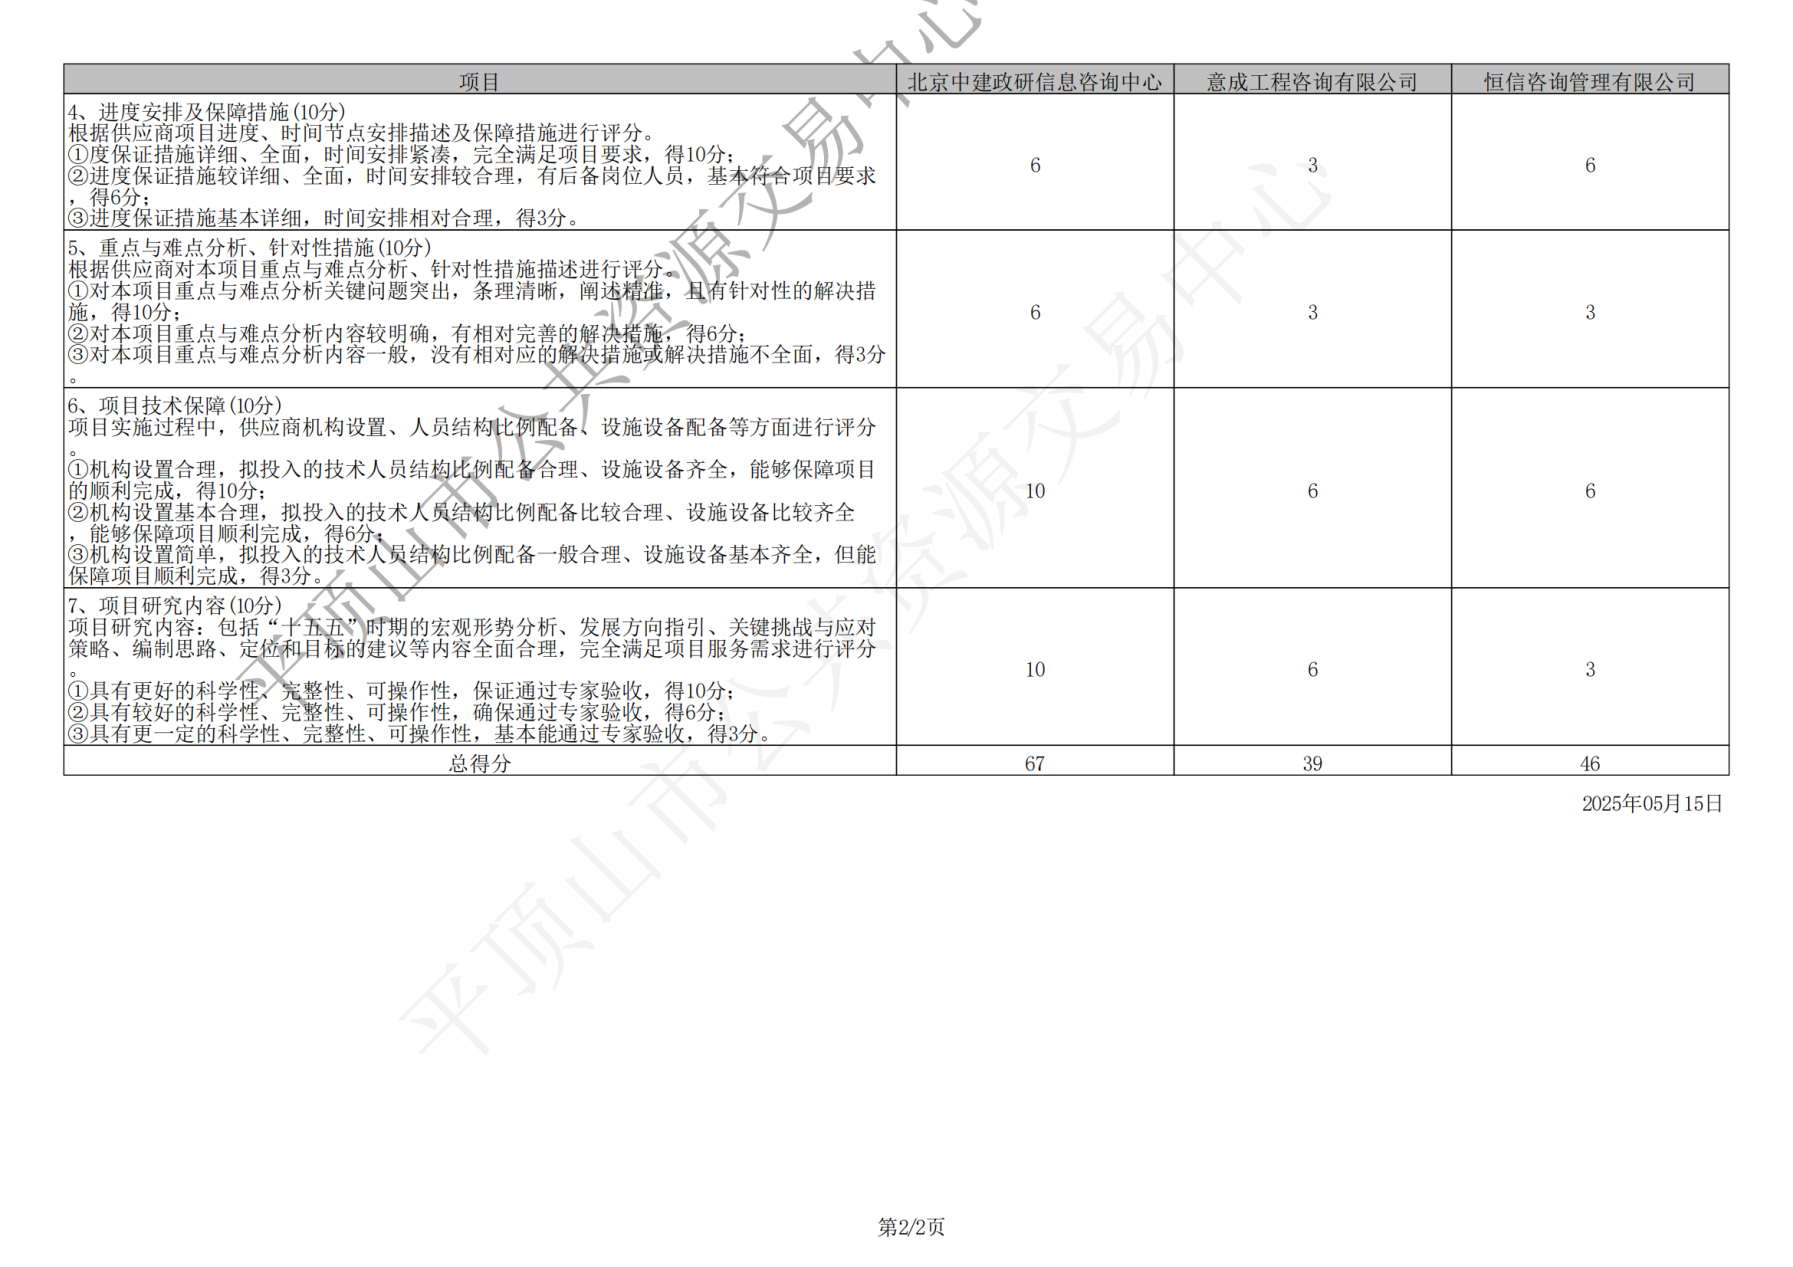 项目 北京中建政研信息咨询中心 意成工程咨询有限公司 恒信咨询管理有限公司
4、进度安排及保障措施(10分)
根据供应商项目进度、时间节点安排描述及保障措施进行评分。
①度保证措施详细、全面，时间安排紧凑，完全满足项目要求，得10分；
②进度保证措施较详细、全面，时间安排较合理，有后备岗位人员，基本符合项目要求
，得6分；
③进度保证措施基本详细，时间安排相对合理，得3分。
6 3 6
5、重点与难点分析、针对性措施(10分)
根据供应商对本项目重点与难点分析、针对性措施描述进行评分。
①对本项目重点与难点分析关键问题突出，条理清晰，阐述精准，且有针对性的解决措
施，得10分；
②对本项目重点与难点分析内容较明确，有相对完善的解决措施，得6分；
③对本项目重点与难点分析内容一般，没有相对应的解决措施或解决措施不全面，得3分
。
6 3 3
6、项目技术保障(10分)
项目实施过程中，供应商机构设置、人员结构比例配备、设施设备配备等方面进行评分
。
①机构设置合理，拟投入的技术人员结构比例配备合理、设施设备齐全，能够保障项目
的顺利完成，得10分；
②机构设置基本合理，拟投入的技术人员结构比例配备比较合理、设施设备比较齐全
，能够保障项目顺利完成，得6分；
③机构设置简单，拟投入的技术人员结构比例配备一般合理、设施设备基本齐全，但能
保障项目顺利完成，得3分。
10 6 6
7、项目研究内容(10分)
项目研究内容：包括“十五五”时期的宏观形势分析、发展方向指引、关键挑战与应对
策略、编制思路、定位和目标的建议等内容全面合理，完全满足项目服务需求进行评分
。
①具有更好的科学性、完整性、可操作性，保证通过专家验收，得10分；
②具有较好的科学性、完整性、可操作性，确保通过专家验收，得6分；
③具有更一定的科学性、完整性、可操作性，基本能通过专家验收，得3分。
10 6 3
总得分 67 39 46
2025年05月15日
第2/2页
平顶山市公共资源交易中心
平顶山市公共资源交易中心